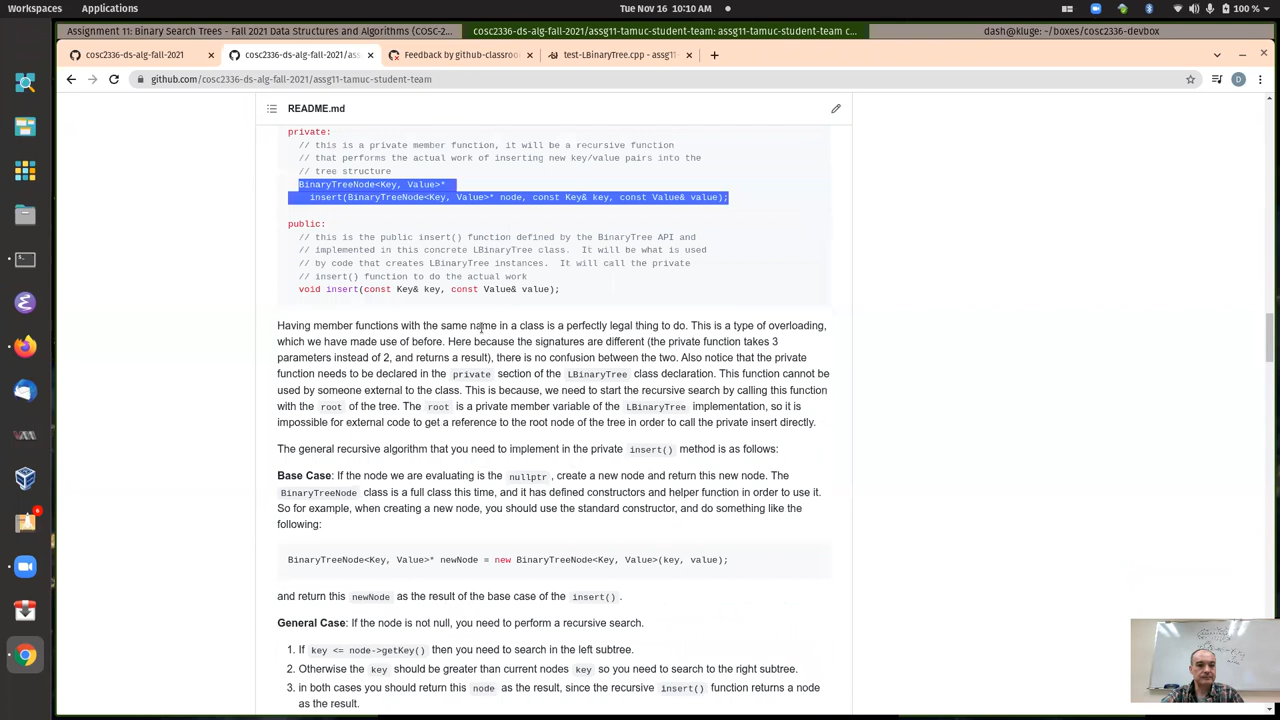 Workspaces
Applications
Tue Nov 16  10:10 AM
100 %
Assignment 11: Binary Search Trees - Fall 2021 Data Structures and Algorithms (COSC-2...
cosc2336-ds-alg-fall-2021/assg11-tamuc-student-team: assg11-tamuc-student-team c...
dash@kluge: ~/boxes/cosc2336-devbox
cosc2336-ds-alg-fall-2021
cosc2336-ds-alg-fall-2021/ass
Feedback by github-classroo
test-LBinaryTree.cpp - assg11
github.com/cosc2336-ds-alg-fall-2021/assg11-tamuc-student-team
D
README.md
private:
// this is a private member function, it will be a recursive function
// that performs the actual work of inserting new key/value pairs into the
// tree structure
BinaryTreeNode<Key, Value>*
insert(BinaryTreeNode<Key, Value>* node, const Key& key, const Value& value);
public:
// this is the public insert() function defined by the BinaryTree API and
// implemented in this concrete LBinaryTree class.  It will be what is used
// by code that creates LBinaryTree instances.  It will call the private
// insert() function to do the actual work
void insert(const Key& key, const Value& value);
Having member functions with the same name in a class is a perfectly legal thing to do. This is a type of overloading,
which we have made use of before. Here because the signatures are different (the private function takes 3
parameters instead of 2, and returns a result), there is no confusion between the two. Also notice that the private
function needs to be declared in the private section of the LBinaryTree class declaration. This function cannot be
used by someone external to the class. This is because, we need to start the recursive search by calling this function
with the root of the tree. The root is a private member variable of the LBinaryTree implementation, so it is
impossible for external code to get a reference to the root node of the tree in order to call the private insert directly.
The general recursive algorithm that you need to implement in the private insert() method is as follows:
Base Case: If the node we are evaluating is the nullptr, create a new node and return this new node. The
BinaryTreeNode class is a full class this time, and it has defined constructors and helper function in order to use it.
So for example, when creating a new node, you should use the standard constructor, and do something like the
following:
BinaryTreeNode<Key, Value>* newNode = new BinaryTreeNode<Key, Value>(key, value);
and return this newNode as the result of the base case of the insert().
General Case: If the node is not null, you need to perform a recursive search.
1. If key <= node->getKey() then you need to search in the left subtree.
2. Otherwise the key should be greater than current nodes key so you need to search to the right subtree.
3. in both cases you should return this node as the result, since the recursive insert() function returns a node
as the result.